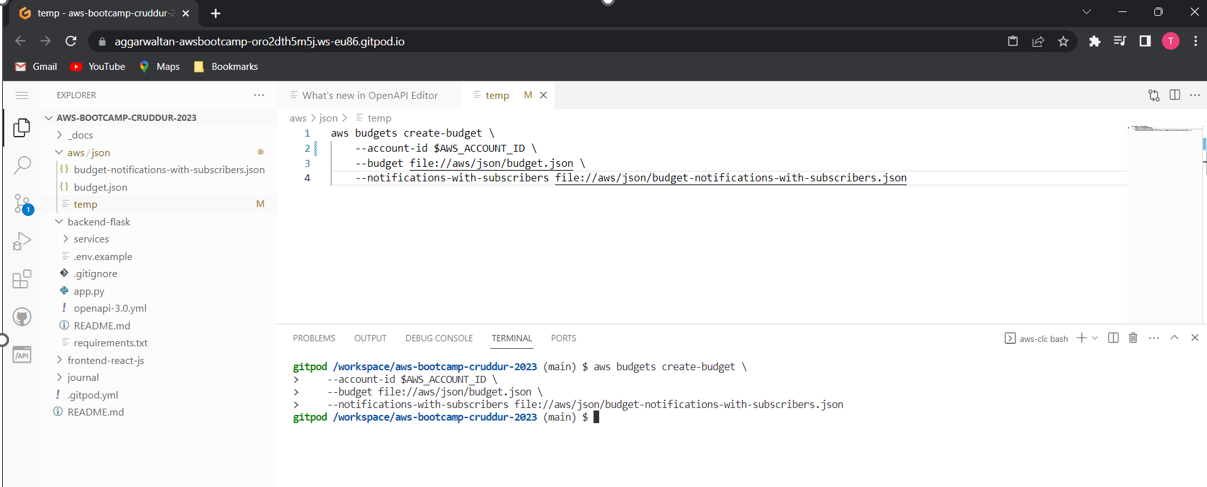 temp - aws-bootcamp-cruddur-2
aggarwaltan-awsbootcamp-oro2dth5m5j.ws-eu86.gitpod.io
T
Gmail YouTube Maps Bookmarks
EXPLORER
AWS-BOOTCAMP-CRUDDUR-2023
_docs
aws / json
budget-notifications-with-subscribers.json
budget.json
temp M
backend-flask
services
.env.example
.gitignore
app.py
openapi-3.0.yml
README.md
requirements.txt
frontend-react-js
journal
.gitpod.yml
README.md
1
/API
What's new in OpenAPI Editor temp M
aws > json > temp
1 aws budgets create-budget \
2 --account-id $AWS_ACCOUNT_ID \
3 --budget file://aws/json/budget.json \
4 --notifications-with-subscribers file://aws/json/budget-notifications-with-subscribers.json
PROBLEMS OUTPUT DEBUG CONSOLE TERMINAL PORTS
aws-cli: bash
gitpod /workspace/aws-bootcamp-cruddur-2023 (main) $ aws budgets create-budget \
> --account-id $AWS_ACCOUNT_ID \
> --budget file://aws/json/budget.json \
> --notifications-with-subscribers file://aws/json/budget-notifications-with-subscribers.json
gitpod /workspace/aws-bootcamp-cruddur-2023 (main) $